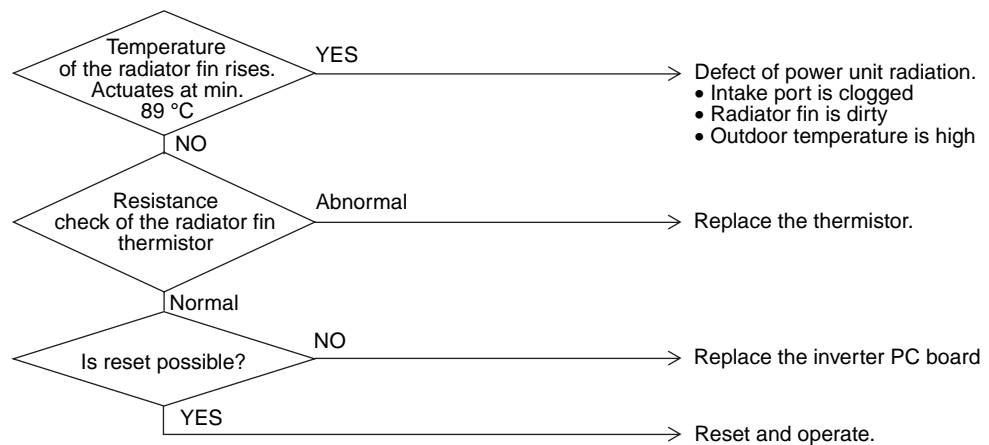 Temperature
of the radiator fin rises.
Actuates at min.
89 °C
YES
Defect of power unit radiation.
• Intake port is clogged
• Radiator fin is dirty
• Outdoor temperature is high
NO
Resistance
check of the radiator fin
thermistor
Abnormal
Replace the thermistor.
Normal
Is reset possible?
NO
Replace the inverter PC board
YES
Reset and operate.